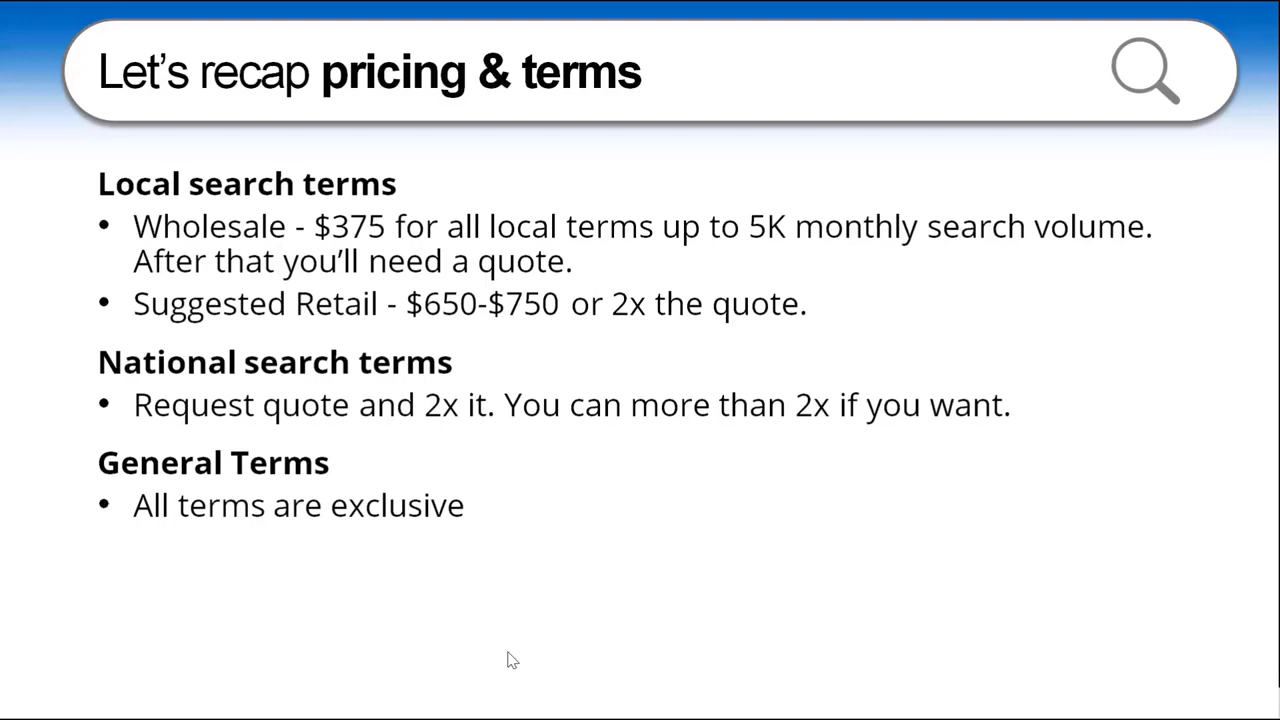 Let's recap pricing & terms
Local search terms
• Wholesale - $375 for all local terms up to 5K monthly search volume.
After that you'll need a quote.
• Suggested Retail - $650-$750 or 2x the quote.
National search terms
• Request quote and 2x it. You can more than 2x if you want.
General Terms
• All terms are exclusive